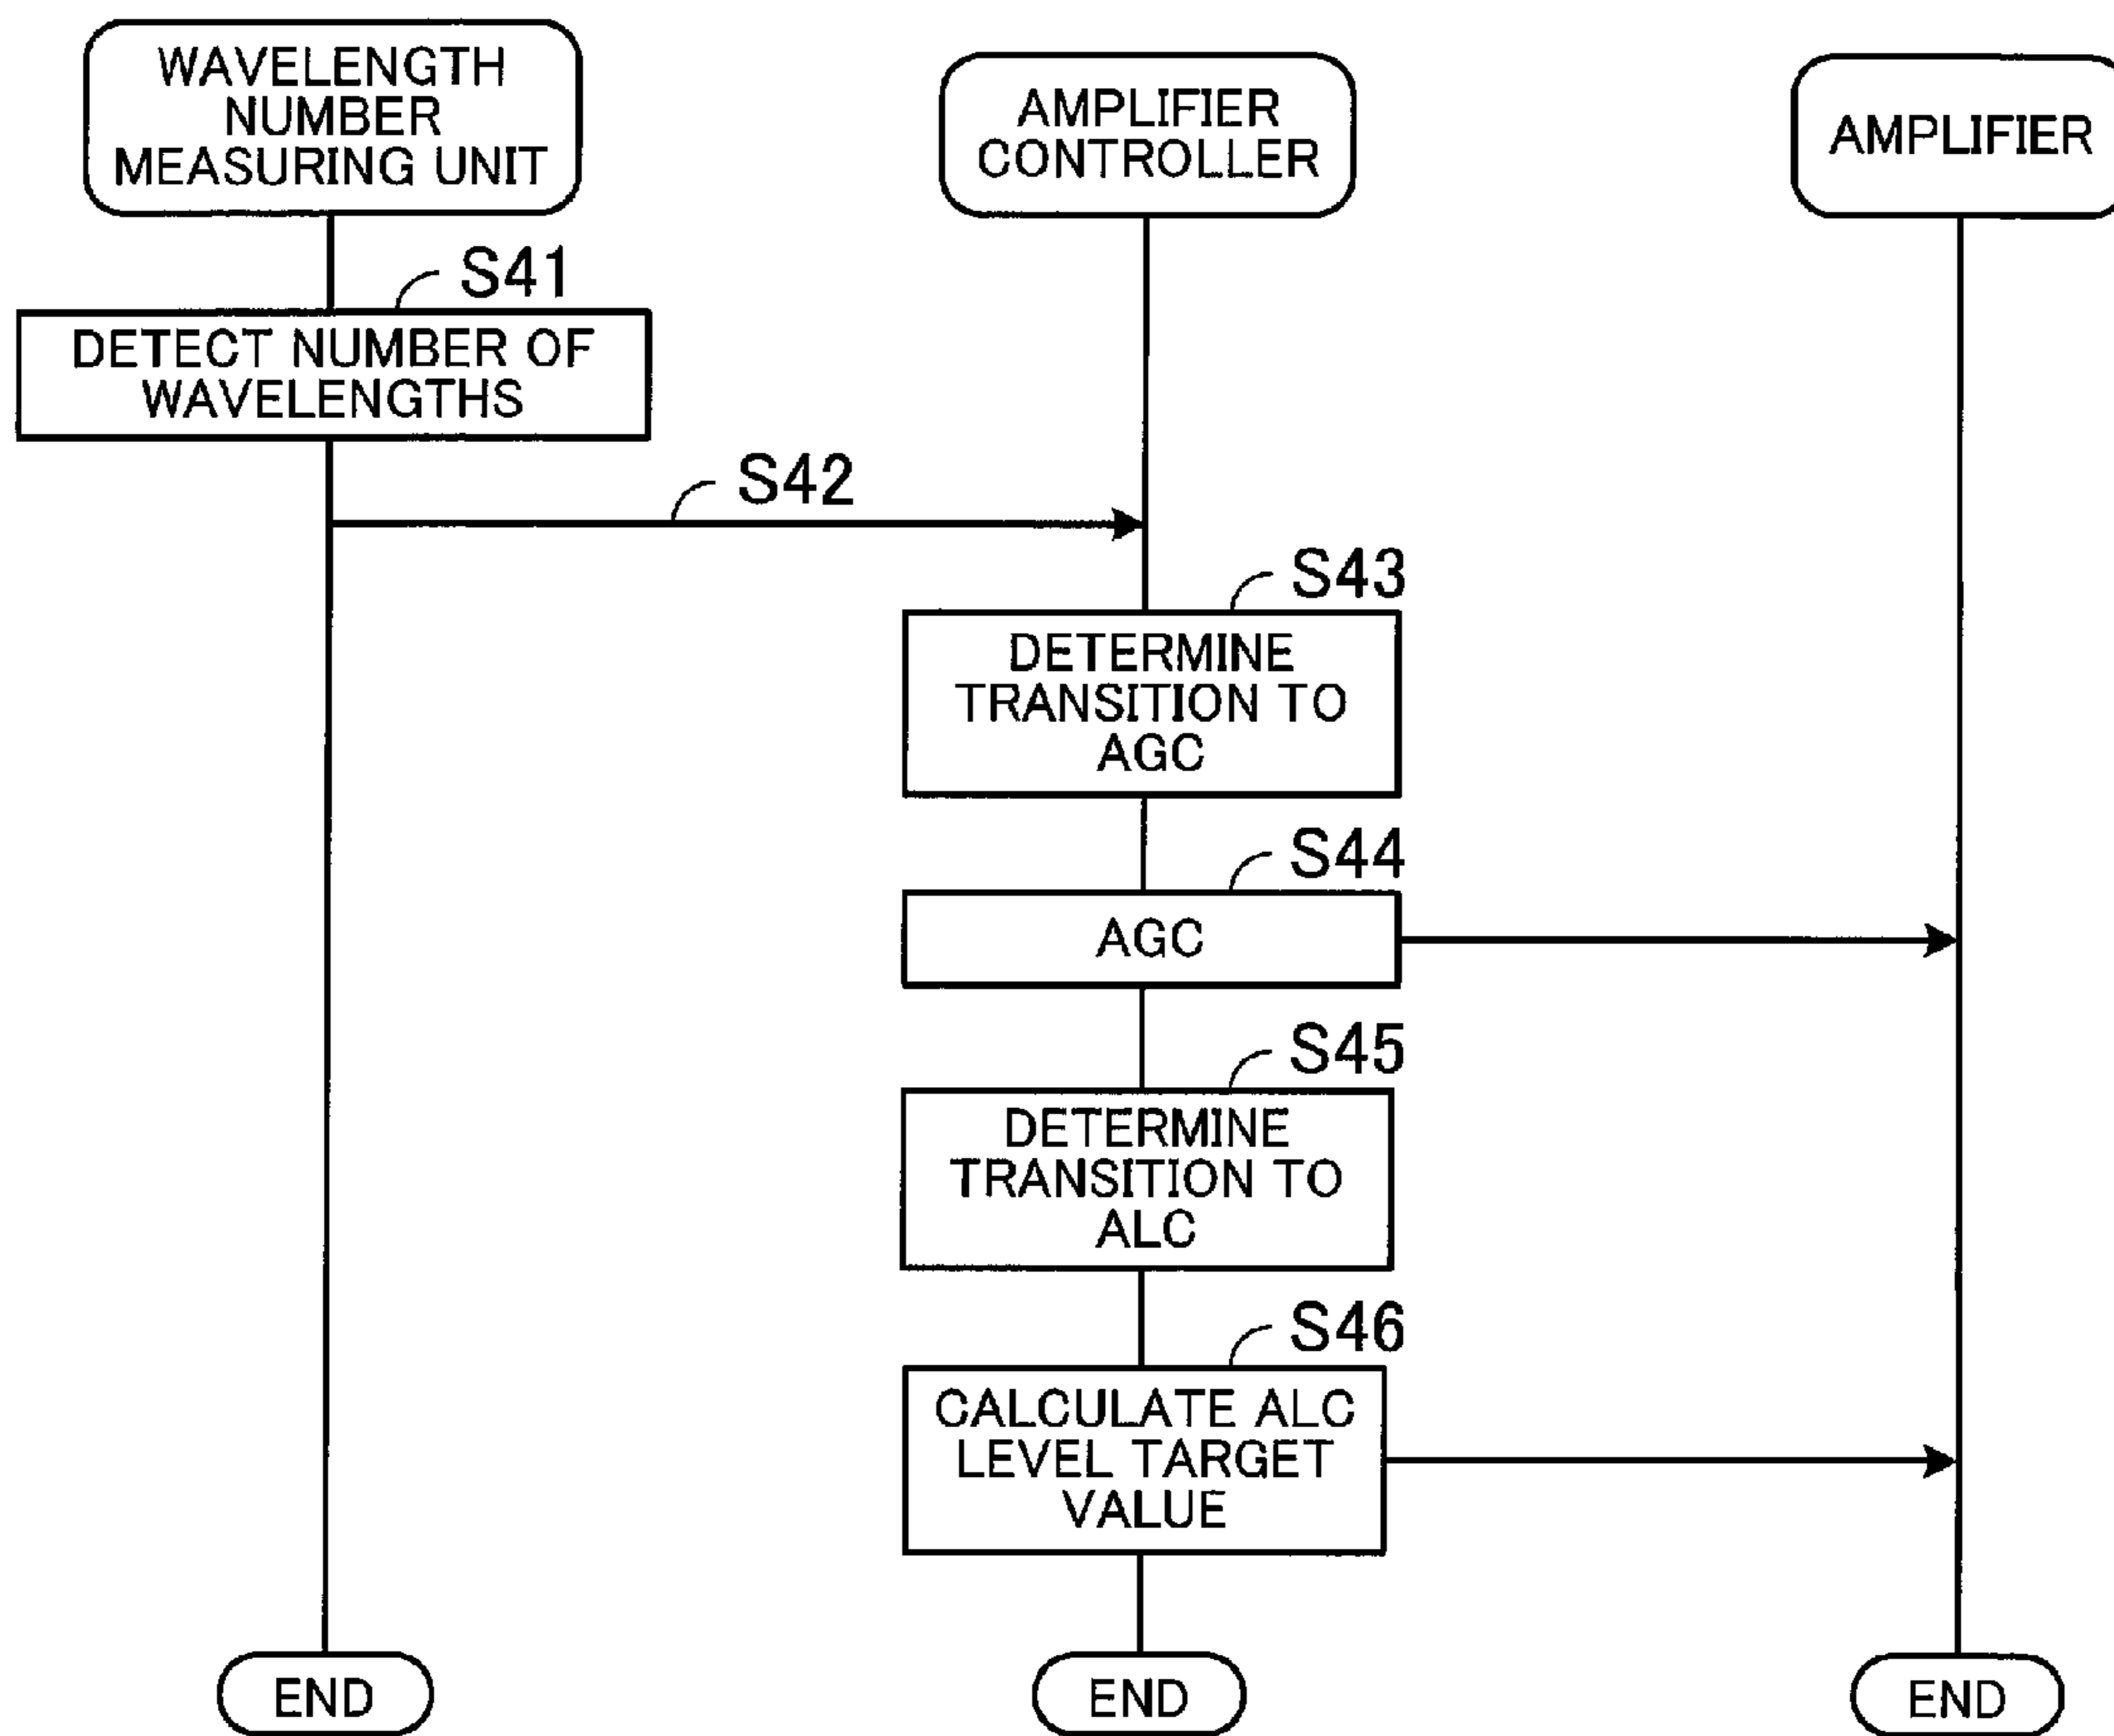 WAVELENGTH
NUMBER
MEASURING UNIT
AMPLIFIER
CONTROLLER
AMPLIFIER
S41
DETECT NUMBER OF
WAVELENGTHS
S42
S43
DETERMINE
TRANSITION TO
AGC
S44
AGC
S45
DETERMINE
TRANSITION TO
ALC
S46
CALCULATE ALC
LEVEL TARGET
VALUE
END
END
END